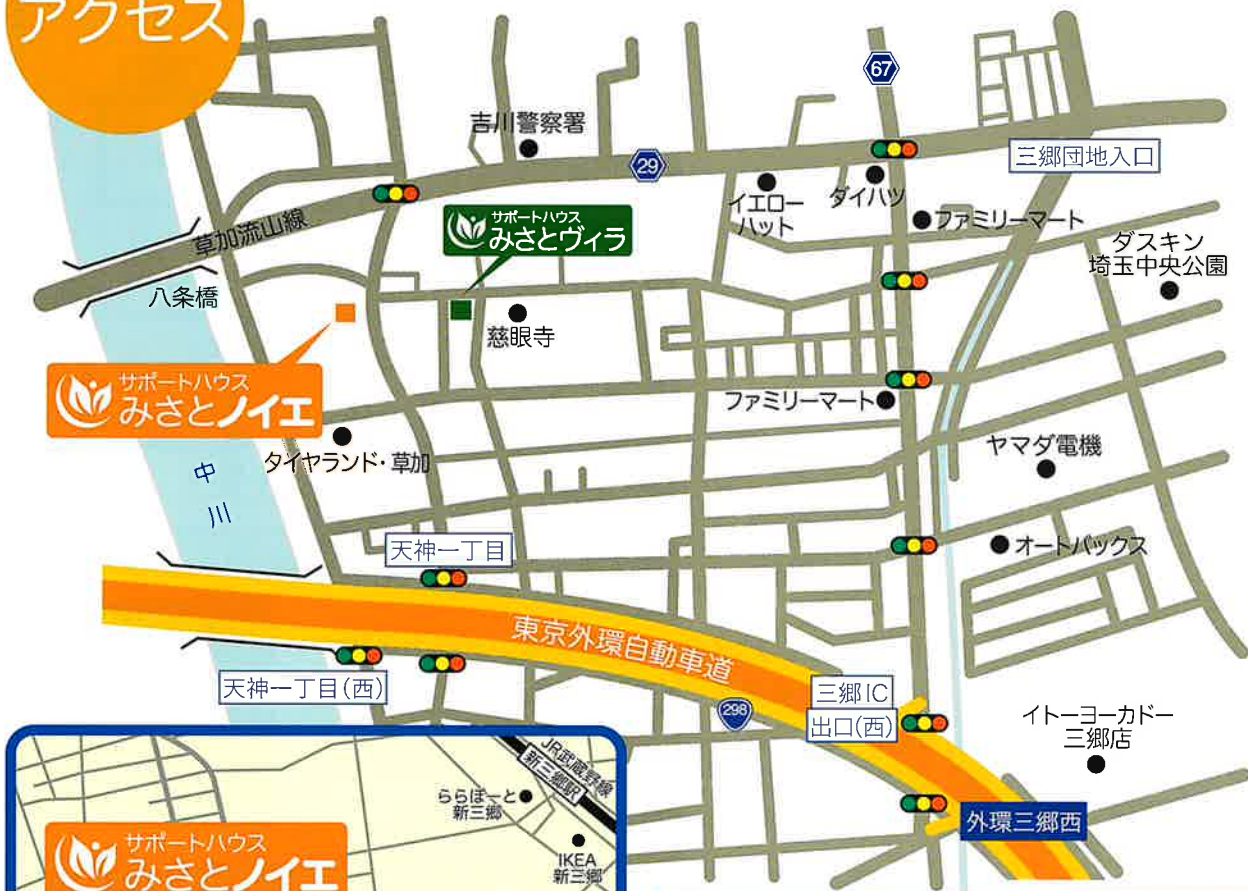 アクセス
67
吉川警察署
29
三郷団地入口
イエロー
ハット
ダイハツ
ファミリーマート
サポートハウス
みさとヴィラ
草加流山線
ダスキン
埼玉中央公園
八条橋
慈眼寺
サポートハウス
みさとノイエ
ファミリーマート
タイヤランド・草加
ヤマダ電機
中
川
天神一丁目
オートバックス
東京外環自動車道
天神一丁目(西)
三郷IC
出口(西)
298
イトーヨーカドー
三郷店
外環三郷西
JR武蔵野線
新三郷駅
ららぽーと
新三郷
サポートハウス
みさとノイエ
IKEA
新三郷